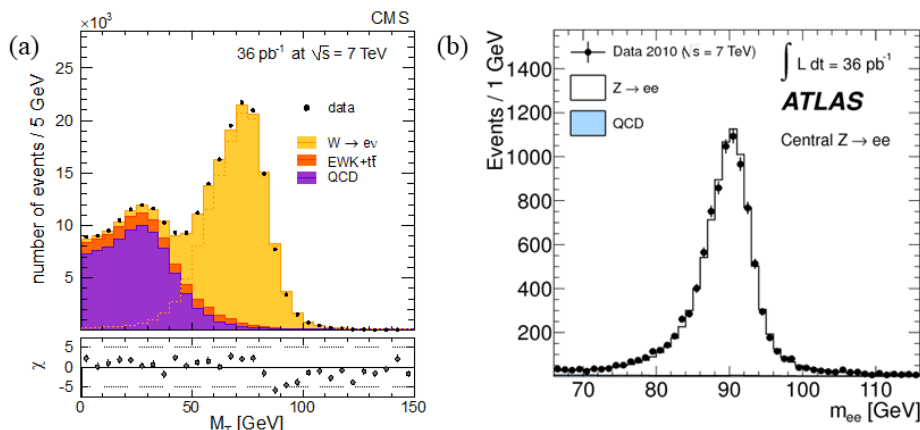 (a)
×10³
CMS
36 pb⁻¹ at √s = 7 TeV
data
W → eν
EWK+tt̄
QCD
number of events / 5 GeV
25
20
15
10
5
χ
5
0
-5
0 50 100 150
M_T [GeV]
(b)
Events / 1 GeV
Data 2010 (√s = 7 TeV)
Z → ee
QCD
∫ L dt = 36 pb⁻¹
ATLAS
Central Z → ee
1400
1200
1000
800
600
400
200
70 80 90 100 110
m_ee [GeV]